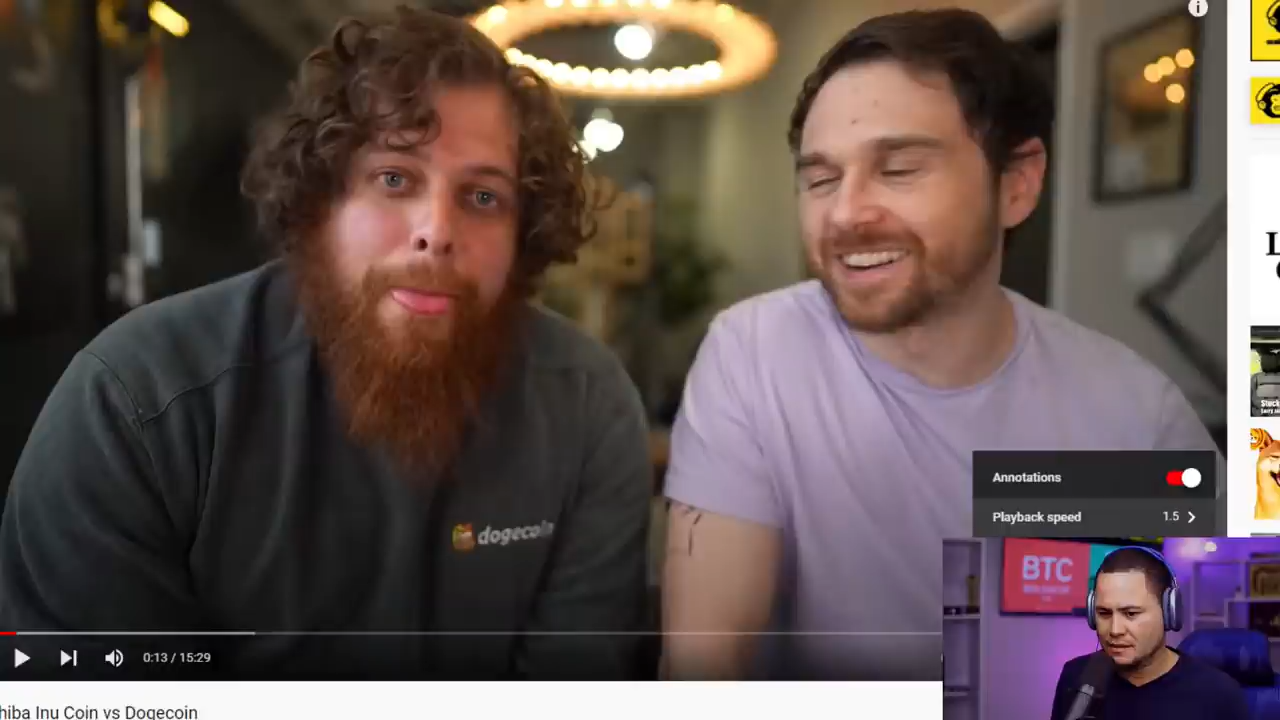 i
dogecoin
Annotations
Playback speed 1.5
BTC
0:13 / 15:29
hiba Inu Coin vs Dogecoin